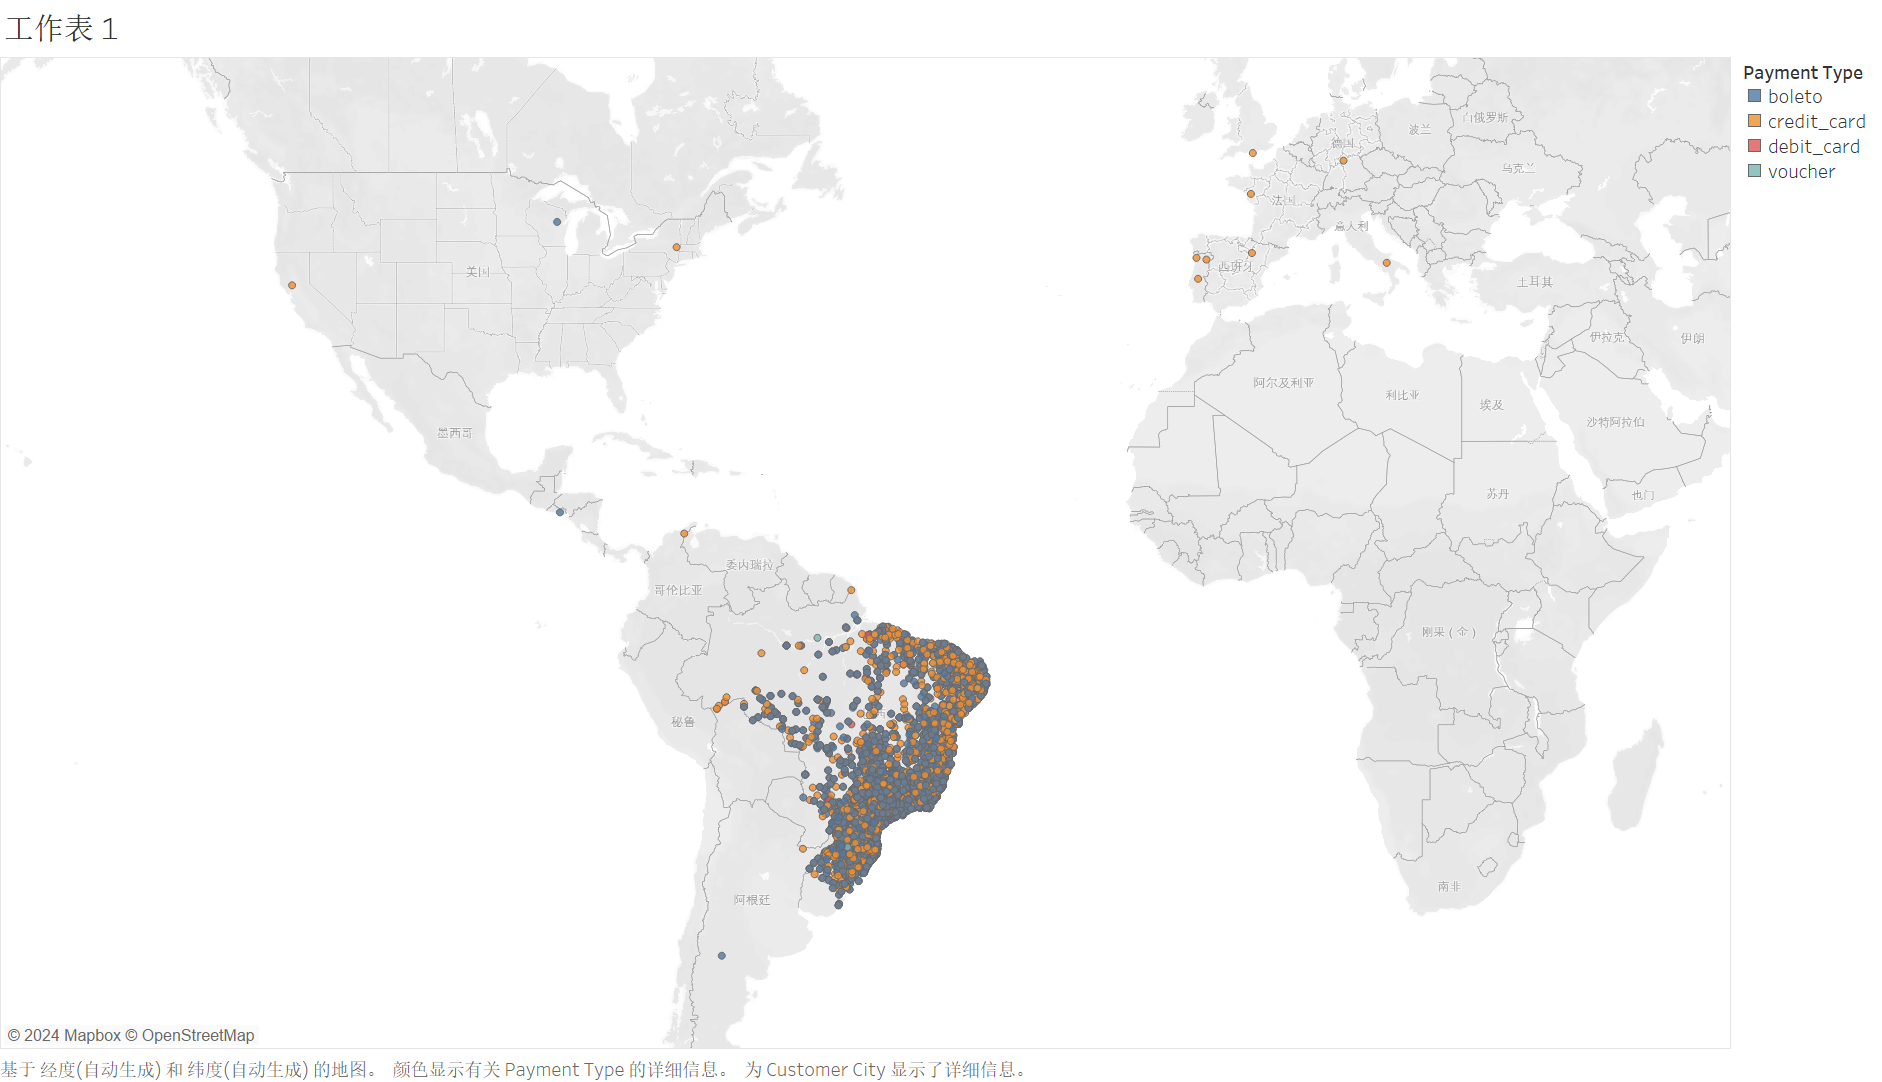 工作表 1
Payment Type
boleto
credit_card
debit_card
voucher
白俄罗斯
波兰
德国
乌克兰
法国
意大利
西班牙
美国
土耳其
伊拉克
伊朗
阿尔及利亚
利比亚
埃及
沙特阿拉伯
墨西哥
苏丹
也门
委内瑞拉
哥伦比亚
刚果（金）
秘鲁
南非
阿根廷
© 2024 Mapbox © OpenStreetMap
基于 经度(自动生成) 和 纬度(自动生成) 的地图。 颜色显示有关 Payment Type 的详细信息。 为 Customer City 显示了详细信息。